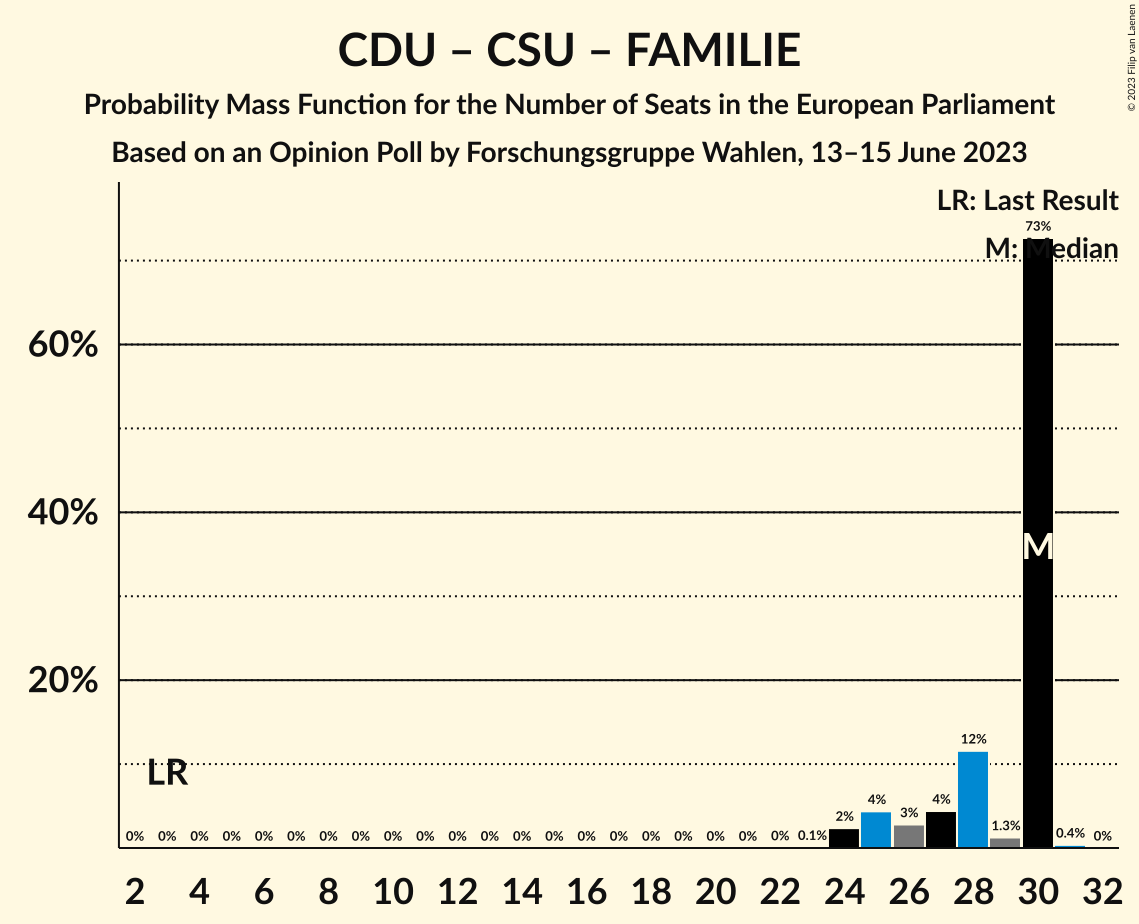 CDU – CSU – FAMILIE
Probability Mass Function for the Number of Seats in the European Parliament
Based on an Opinion Poll by Forschungsgruppe Wahlen, 13–15 June 2023
© 2023 Filip van Laenen
LR: Last Result
M: Median
73%
60%
40%
M
20%
LR
0% 0% 0% 0% 0% 0% 0% 0% 0% 0% 0% 0% 0% 0% 0% 0% 0% 0% 0% 0% 0% 0.1% 2% 4% 3% 4% 12% 1.3% 0.4% 0%
2 4 6 8 10 12 14 16 18 20 22 24 26 28 30 32